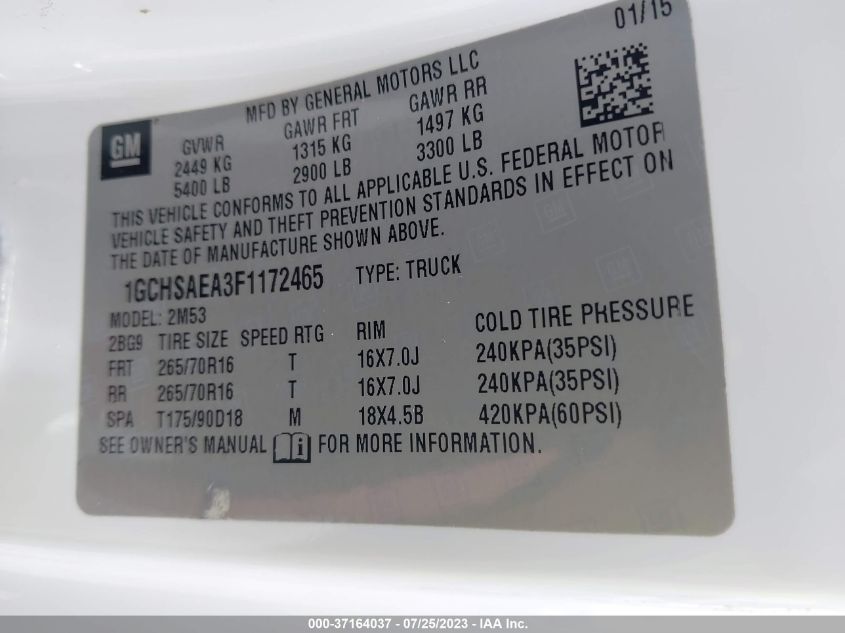 01/15
MFD BY GENERAL MOTORS LLC
GM
GVWR GAWR FRT GAWR RR
2449 KG 1315 KG 1497 KG
5400 LB 2900 LB 3300 LB
THIS VEHICLE CONFORMS TO ALL APPLICABLE U.S. FEDERAL MOTOR
VEHICLE SAFETY AND THEFT PREVENTION STANDARDS IN EFFECT ON
THE DATE OF MANUFACTURE SHOWN ABOVE.
1GCHSAEA3F1172465 TYPE: TRUCK
MODEL: 2M53
2BG9 TIRE SIZE SPEED RTG RIM COLD TIRE PRESSURE
FRT 265/70R16 T 16X7.0J 240KPA(35PSI)
RR 265/70R16 T 16X7.0J 240KPA(35PSI)
SPA T175/90D18 M 18X4.5B 420KPA(60PSI)
SEE OWNER'S MANUAL FOR MORE INFORMATION.
000-37164037 - 07/25/2023 - IAA Inc.